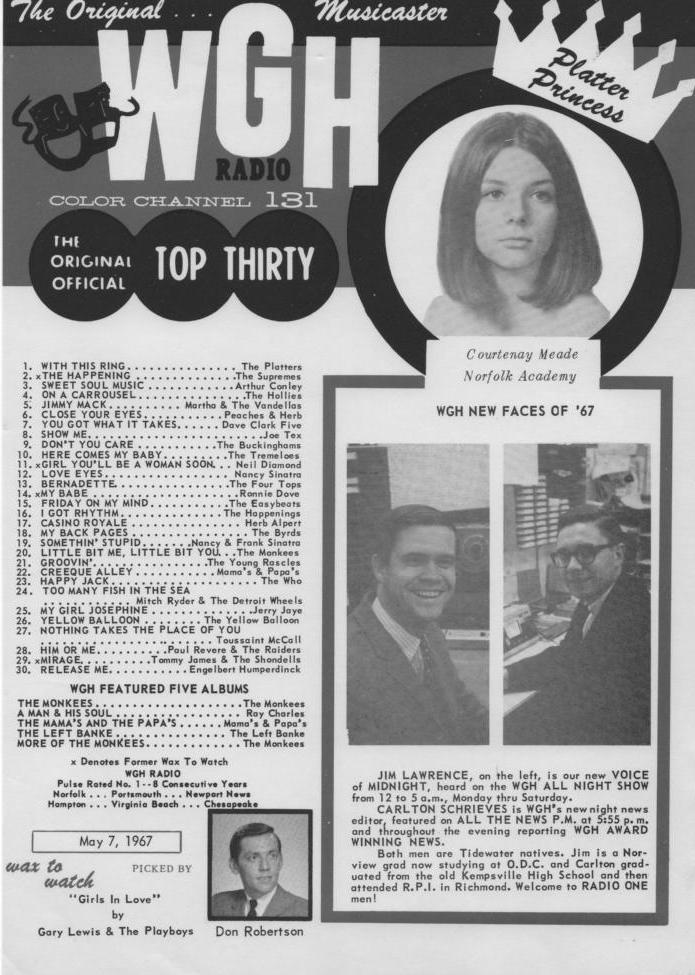 The Original . . . Musicaster
WGH
RADIO
COLOR CHANNEL 131
THE
ORIGINAL
OFFICIAL
TOP THIRTY
Platter
Princess
Courtenay Meade
Norfolk Academy
1. WITH THIS RING . . . . . . . . . . . . . . . The Platters
2. xTHE HAPPENING . . . . . . . . . . . . . .The Supremes
3. SWEET SOUL MUSIC . . . . . . . . . . . . Arthur Conley
4. ON A CARROUSEL . . . . . . . . . . . . . . .The Hollies
5. JIMMY MACK . . . . . . . . . . Martha & The Vandellas
6. CLOSE YOUR EYES. . . . . . . . . . . . Peaches & Herb
7. YOU GOT WHAT IT TAKES. . . . . . Dave Clark Five
8. SHOW ME. . . . . . . . . . . . . . . . . . . . . . . .Joe Tex
9. DON'T YOU CARE . . . . . . . . . . .The Buckinghams
10. HERE COMES MY BABY. . . . . . . . . The Tremeloes
11. xGIRL YOU'LL BE A WOMAN SOON. . . Neil Diamond
12. LOVE EYES. . . . . . . . . . . . . . . . . Nancy Sinatra
13. BERNADETTE. . . . . . . . . . . . . . . .The Four Tops
14. xMY BABE . . . . . . . . . . . . . . . . . . . Ronnie Dove
15. FRIDAY ON MY MIND. . . . . . . . . . .The Easybeats
16. I GOT RHYTHM . . . . . . . . . . . . . . The Happenings
17. CASINO ROYALE . . . . . . . . . . . . . . . Herb Alpert
18. MY BACK PAGES . . . . . . . . . . . . . . . .The Byrds
19. SOMETHIN' STUPID. . . . . . .Nancy & Frank Sinatra
20. LITTLE BIT ME, LITTLE BIT YOU. . .The Monkees
21. GROOVIN'. . . . . . . . . . . . . . . The Young Rascles
22. CREEQUE ALLEY . . . . . . . . . . . Mama's & Papa's
23. HAPPY JACK. . . . . . . . . . . . . . . . . . . . The Who
24. TOO MANY FISH IN THE SEA
. . . . . . . . . . . . Mitch Ryder & The Detroit Wheels
25. MY GIRL JOSEPHINE . . . . . . . . . . . . . .Jerry Jaye
26. YELLOW BALLOON . . . . . . . . The Yellow Balloon
27. NOTHING TAKES THE PLACE OF YOU
. . . . . . . . . . . . . . . . . . . . . . . . Toussaint McCall
28. HIM OR ME. . . . . . . . . .Paul Revere & The Raiders
29. xMIRAGE. . . . . . . . . .Tommy James & The Shondells
30. RELEASE ME. . . . . . . . . . . Engelbert Humperdinck
WGH FEATURED FIVE ALBUMS
THE MONKEES. . . . . . . . . . . . . . . . . . . . .The Monkees
A MAN & HIS SOUL . . . . . . . . . . . . . . . . . Ray Charles
THE MAMA'S AND THE PAPA'S . . . . . . Mama's & Papa's
THE LEFT BANKE . . . . . . . . . . . . . . . The Left Banke
MORE OF THE MONKEES. . . . . . . . . . . . . The Monkees
x Denotes Former Wax To Watch
WGH RADIO
Pulse Rated No. 1--8 Consecutive Years
Norfolk . . . Portsmouth . . . Newport News
Hampton . . . Virginia Beach . . . Chesapeake
May 7, 1967
wax to
watch
PICKED BY
"Girls In Love"
by
Gary Lewis & The Playboys
Don Robertson
WGH NEW FACES OF '67
JIM LAWRENCE, on the left, is our new VOICE
of MIDNIGHT, heard on the WGH ALL NIGHT SHOW
from 12 to 5 a.m., Monday thru Saturday.
CARLTON SCHRIEVES is WGH's new night news
editor, featured on ALL THE NEWS P.M. at 5:55 p.m.
and throughout the evening reporting WGH AWARD
WINNING NEWS.
Both men are Tidewater natives. Jim is a Nor-
view grad now studying at O.D.C. and Carlton grad-
uated from the old Kempsville High School and then
attended R.P.I. in Richmond. Welcome to RADIO ONE
men!